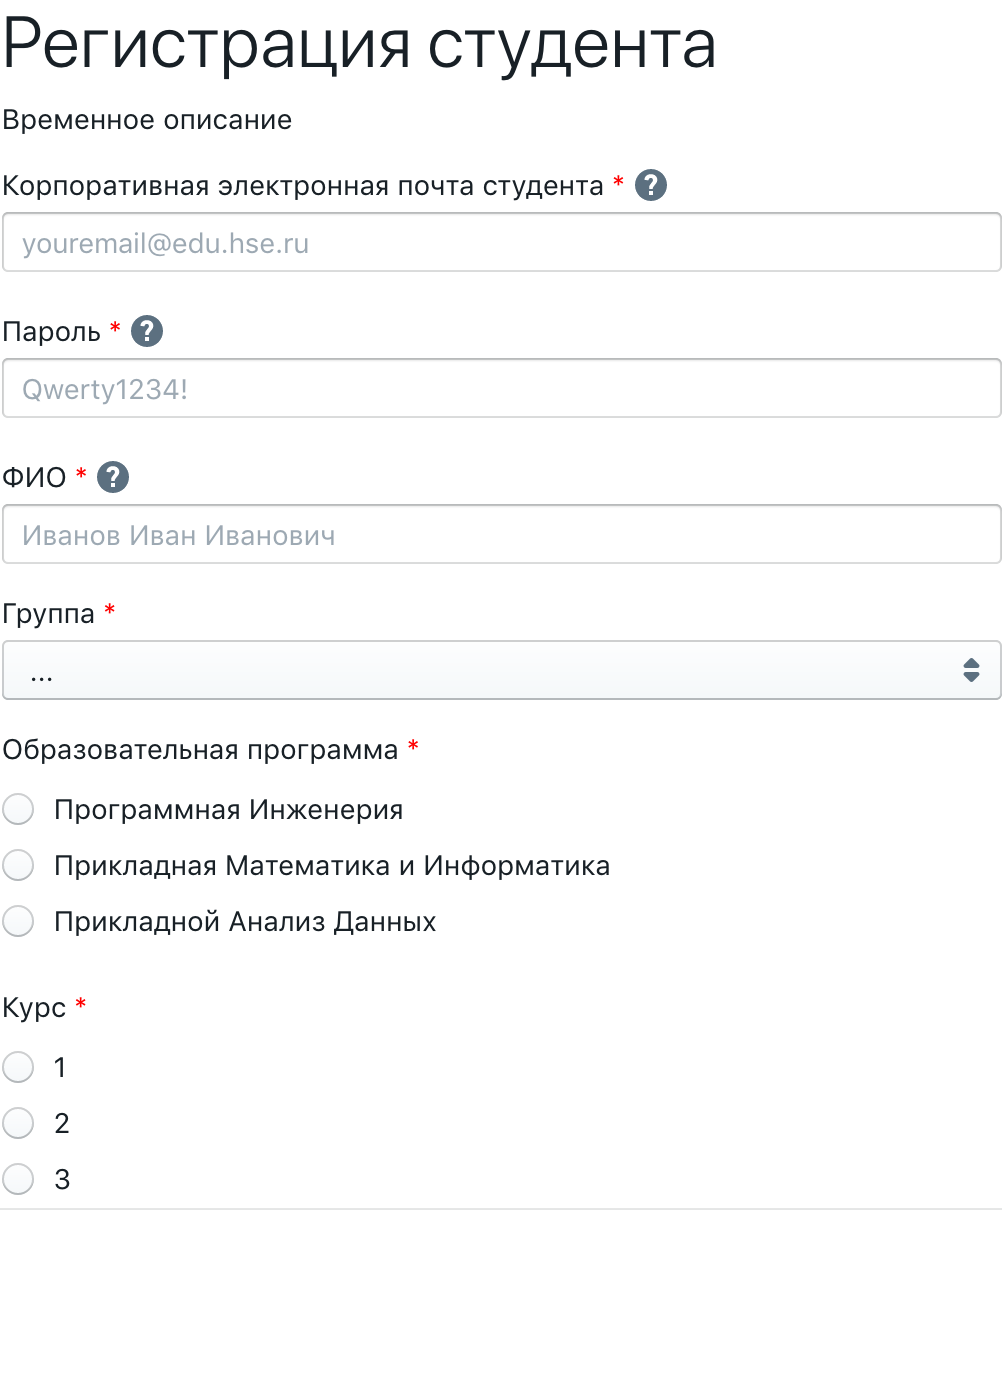 Регистрация студента
Временное описание
Корпоративная электронная почта студента * ?
youremail@edu.hse.ru
Пароль * ?
Qwerty1234!
ФИО * ?
Иванов Иван Иванович
Группа *
...
Образовательная программа *
Программная Инженерия
Прикладная Математика и Информатика
Прикладной Анализ Данных
Курс *
1
2
3